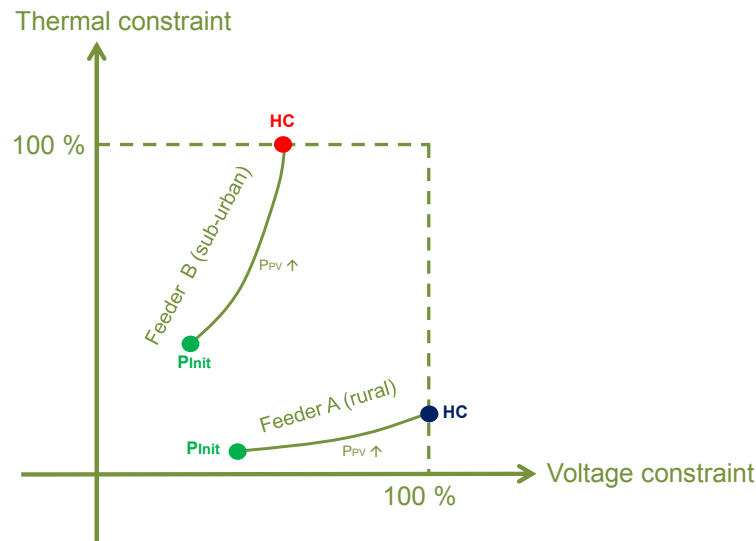 Thermal constraint
HC
100 %
Feeder B (sub-urban)
PPV ↑
PInit
Feeder A (rural)
HC
PInit
PPV ↑
Voltage constraint
100 %